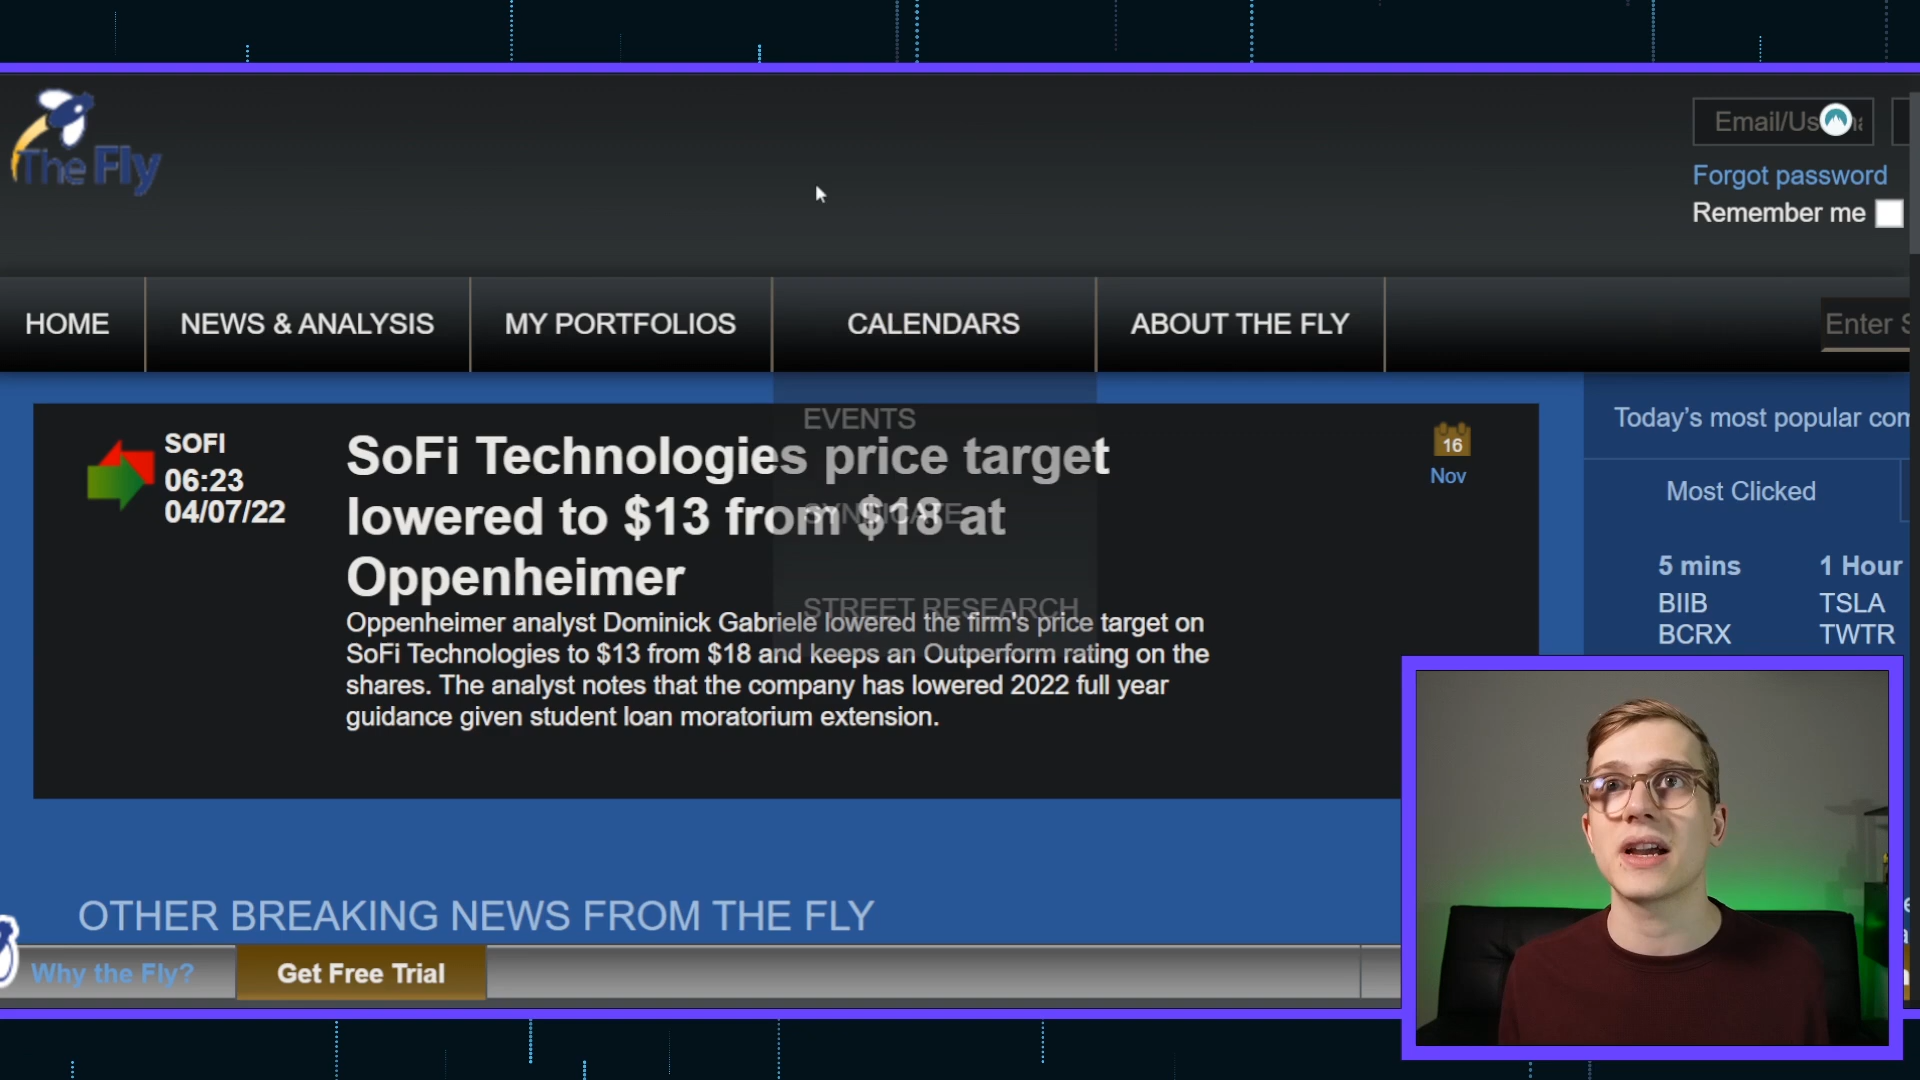 The Fly
Email/Us
Forgot password
Remember me
HOME
NEWS & ANALYSIS
MY PORTFOLIOS
CALENDARS
ABOUT THE FLY
Enter S
EVENTS
SYNDICATE
STREET RESEARCH
SOFI
06:23
04/07/22
SoFi Technologies price target
lowered to $13 from $18 at
Oppenheimer
Oppenheimer analyst Dominick Gabriele lowered the firm's price target on
SoFi Technologies to $13 from $18 and keeps an Outperform rating on the
shares. The analyst notes that the company has lowered 2022 full year
guidance given student loan moratorium extension.
16
Nov
Today's most popular com
Most Clicked
5 mins
1 Hour
BIIB
TSLA
BCRX
TWTR
OTHER BREAKING NEWS FROM THE FLY
Why the Fly?
Get Free Trial